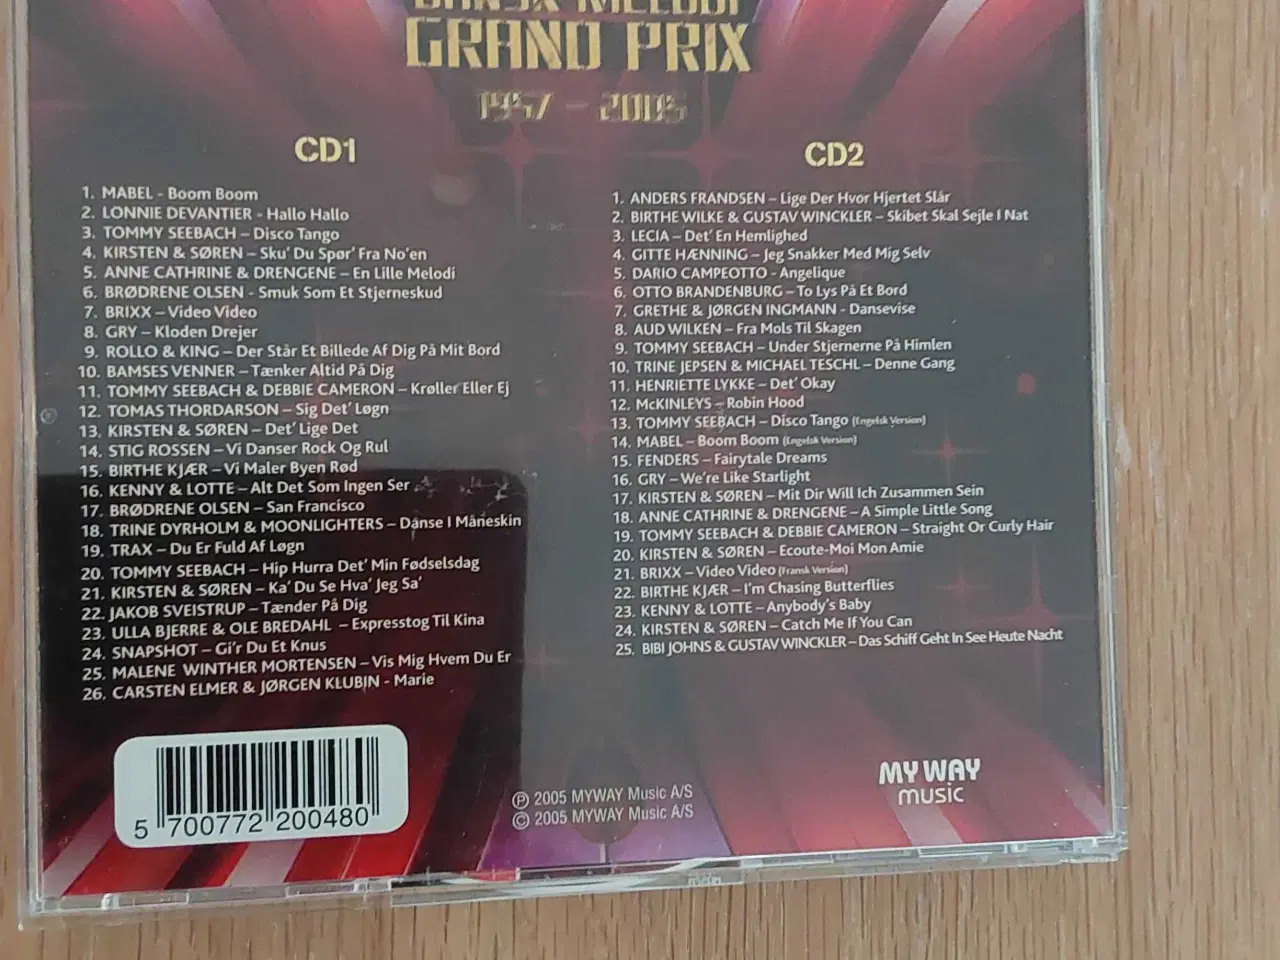 DANSK MELODI
GRAND PRIX
1957 - 2005
CD1
1. MABEL - Boom Boom
2. LONNIE DEVANTIER - Hallo Hallo
3. TOMMY SEEBACH – Disco Tango
4. KIRSTEN & SØREN – Sku' Du Spør' Fra No'en
5. ANNE CATHRINE & DRENGENE – En Lille Melodi
6. BRØDRENE OLSEN - Smuk Som Et Stjerneskud
7. BRIXX – Video Video
8. GRY – Kloden Drejer
9. ROLLO & KING – Der Står Et Billede Af Dig På Mit Bord
10. BAMSES VENNER – Tænker Altid På Dig
11. TOMMY SEEBACH & DEBBIE CAMERON – Krøller Eller Ej
12. TOMAS THORDARSON – Sig Det' Løgn
13. KIRSTEN & SØREN – Det' Lige Det
14. STIG ROSSEN – Vi Danser Rock Og Rul
15. BIRTHE KJÆR – Vi Maler Byen Rød
16. KENNY & LOTTE – Alt Det Som Ingen Ser
17. BRØDRENE OLSEN – San Francisco
18. TRINE DYRHOLM & MOONLIGHTERS – Danse I Måneskin
19. TRAX – Du Er Fuld Af Løgn
20. TOMMY SEEBACH – Hip Hurra Det' Min Fødselsdag
21. KIRSTEN & SØREN – Ka' Du Se Hva' Jeg Sa'
22. JAKOB SVEISTRUP – Tænder På Dig
23. ULLA BJERRE & OLE BREDAHL – Expresstog Til Kina
24. SNAPSHOT – Gi'r Du Et Knus
25. MALENE WINTHER MORTENSEN – Vis Mig Hvem Du Er
26. CARSTEN ELMER & JØRGEN KLUBIN - Marie
CD2
1. ANDERS FRANDSEN – Lige Der Hvor Hjertet Slår
2. BIRTHE WILKE & GUSTAV WINCKLER – Skibet Skal Sejle I Nat
3. LECIA – Det' En Hemlighed
4. GITTE HÆNNING – Jeg Snakker Med Mig Selv
5. DARIO CAMPEOTTO - Angelique
6. OTTO BRANDENBURG – To Lys På Et Bord
7. GRETHE & JØRGEN INGMANN - Dansevise
8. AUD WILKEN – Fra Mols Til Skagen
9. TOMMY SEEBACH – Under Stjernerne På Himlen
10. TRINE JEPSEN & MICHAEL TESCHL – Denne Gang
11. HENRIETTE LYKKE – Det' Okay
12. McKINLEYS – Robin Hood
13. TOMMY SEEBACH – Disco Tango (Engelsk Version)
14. MABEL – Boom Boom (Engelsk Version)
15. FENDERS – Fairytale Dreams
16. GRY – We're Like Starlight
17. KIRSTEN & SØREN – Mit Dir Will Ich Zusammen Sein
18. ANNE CATHRINE & DRENGENE – A Simple Little Song
19. TOMMY SEEBACH & DEBBIE CAMERON – Straight Or Curly Hair
20. KIRSTEN & SØREN – Ecoute-Moi Mon Amie
21. BRIXX – Video Video (Fransk Version)
22. BIRTHE KJÆR – I'm Chasing Butterflies
23. KENNY & LOTTE – Anybody's Baby
24. KIRSTEN & SØREN – Catch Me If You Can
25. BIBI JOHNS & GUSTAV WINCKLER – Das Schiff Geht In See Heute Nacht
5 700772 200480
℗ 2005 MYWAY Music A/S
© 2005 MYWAY Music A/S
MY WAY
music